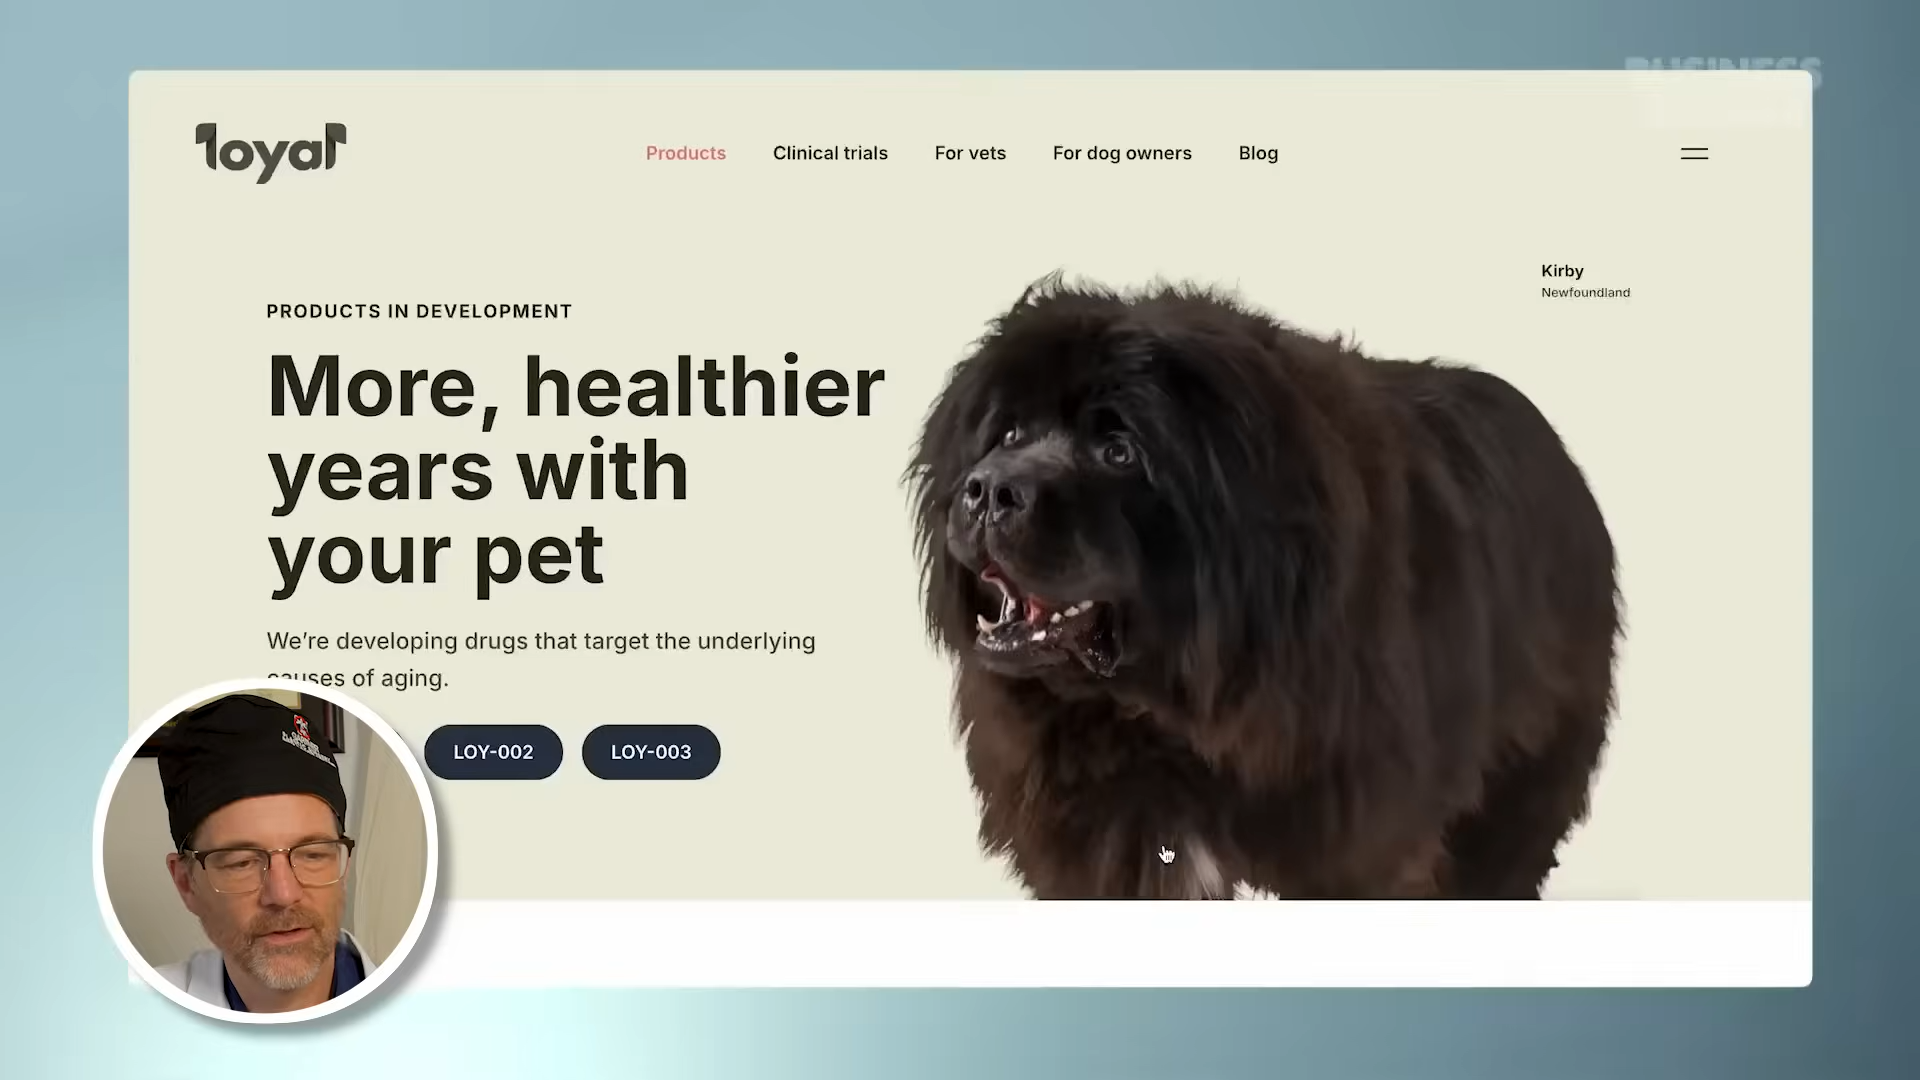 BUSINESS
loyal
Products
Clinical trials
For vets
For dog owners
Blog
Kirby
Newfoundland
PRODUCTS IN DEVELOPMENT
More, healthier
years with
your pet
We’re developing drugs that target the underlying
causes of aging.
LOY-002
LOY-003